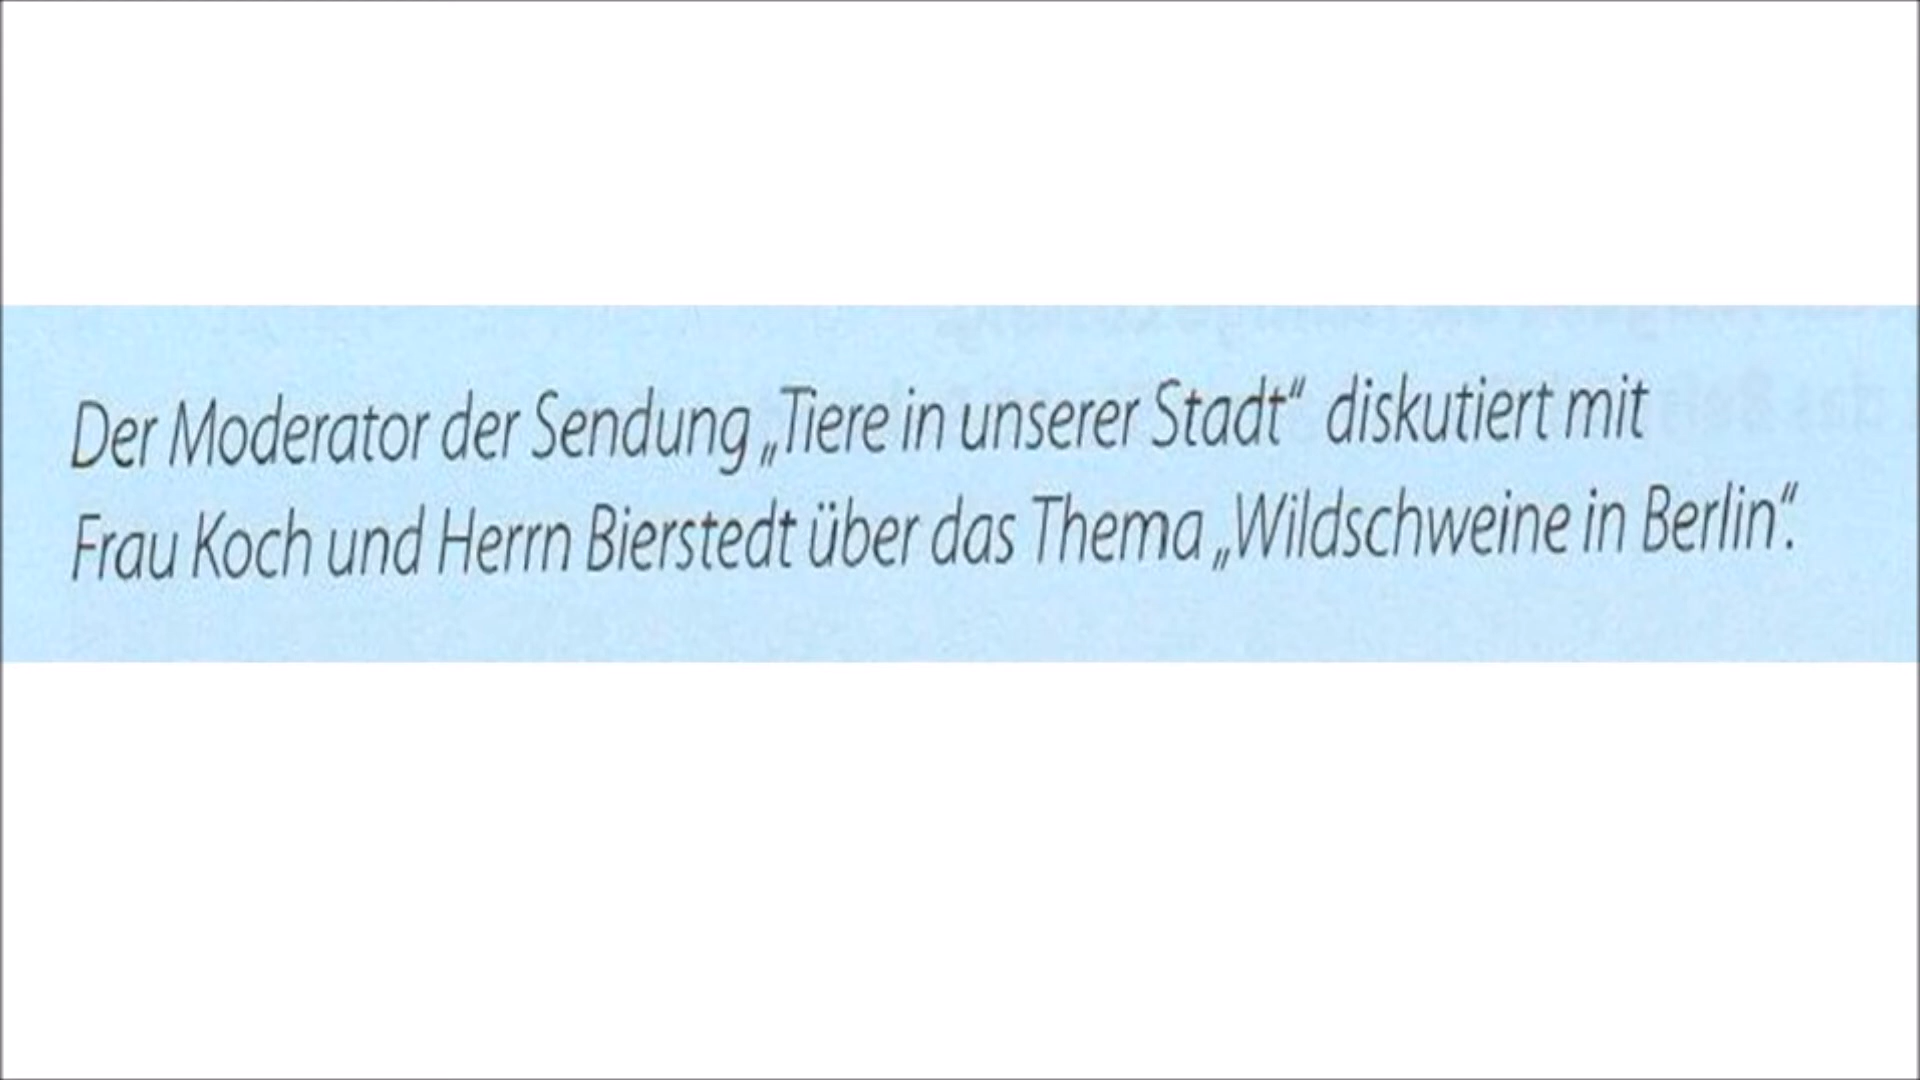 Der Moderator der Sendung „Tiere in unserer Stadt“ diskutiert mit
Frau Koch und Herrn Bierstedt über das Thema „Wildschweine in Berlin“.